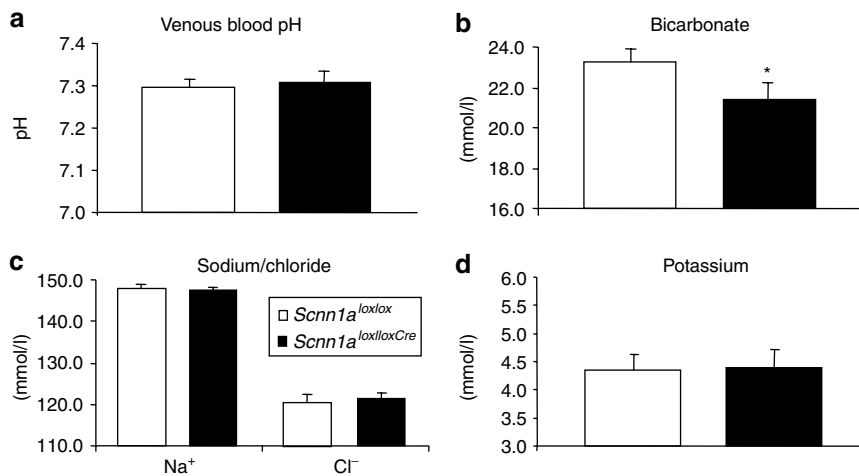 a
Venous blood pH
7.4
7.3
7.2
7.1
7.0
pH
b
Bicarbonate
24.0
22.0
20.0
18.0
16.0
(mmol/l)
*
c
Sodium/chloride
150.0
140.0
130.0
120.0
110.0
(mmol/l)
Scnn1a^loxlox
Scnn1a^loxlloxCre
Na⁺ Cl⁻
d
Potassium
6.0
5.5
5.0
4.5
4.0
3.5
3.0
(mmol/l)